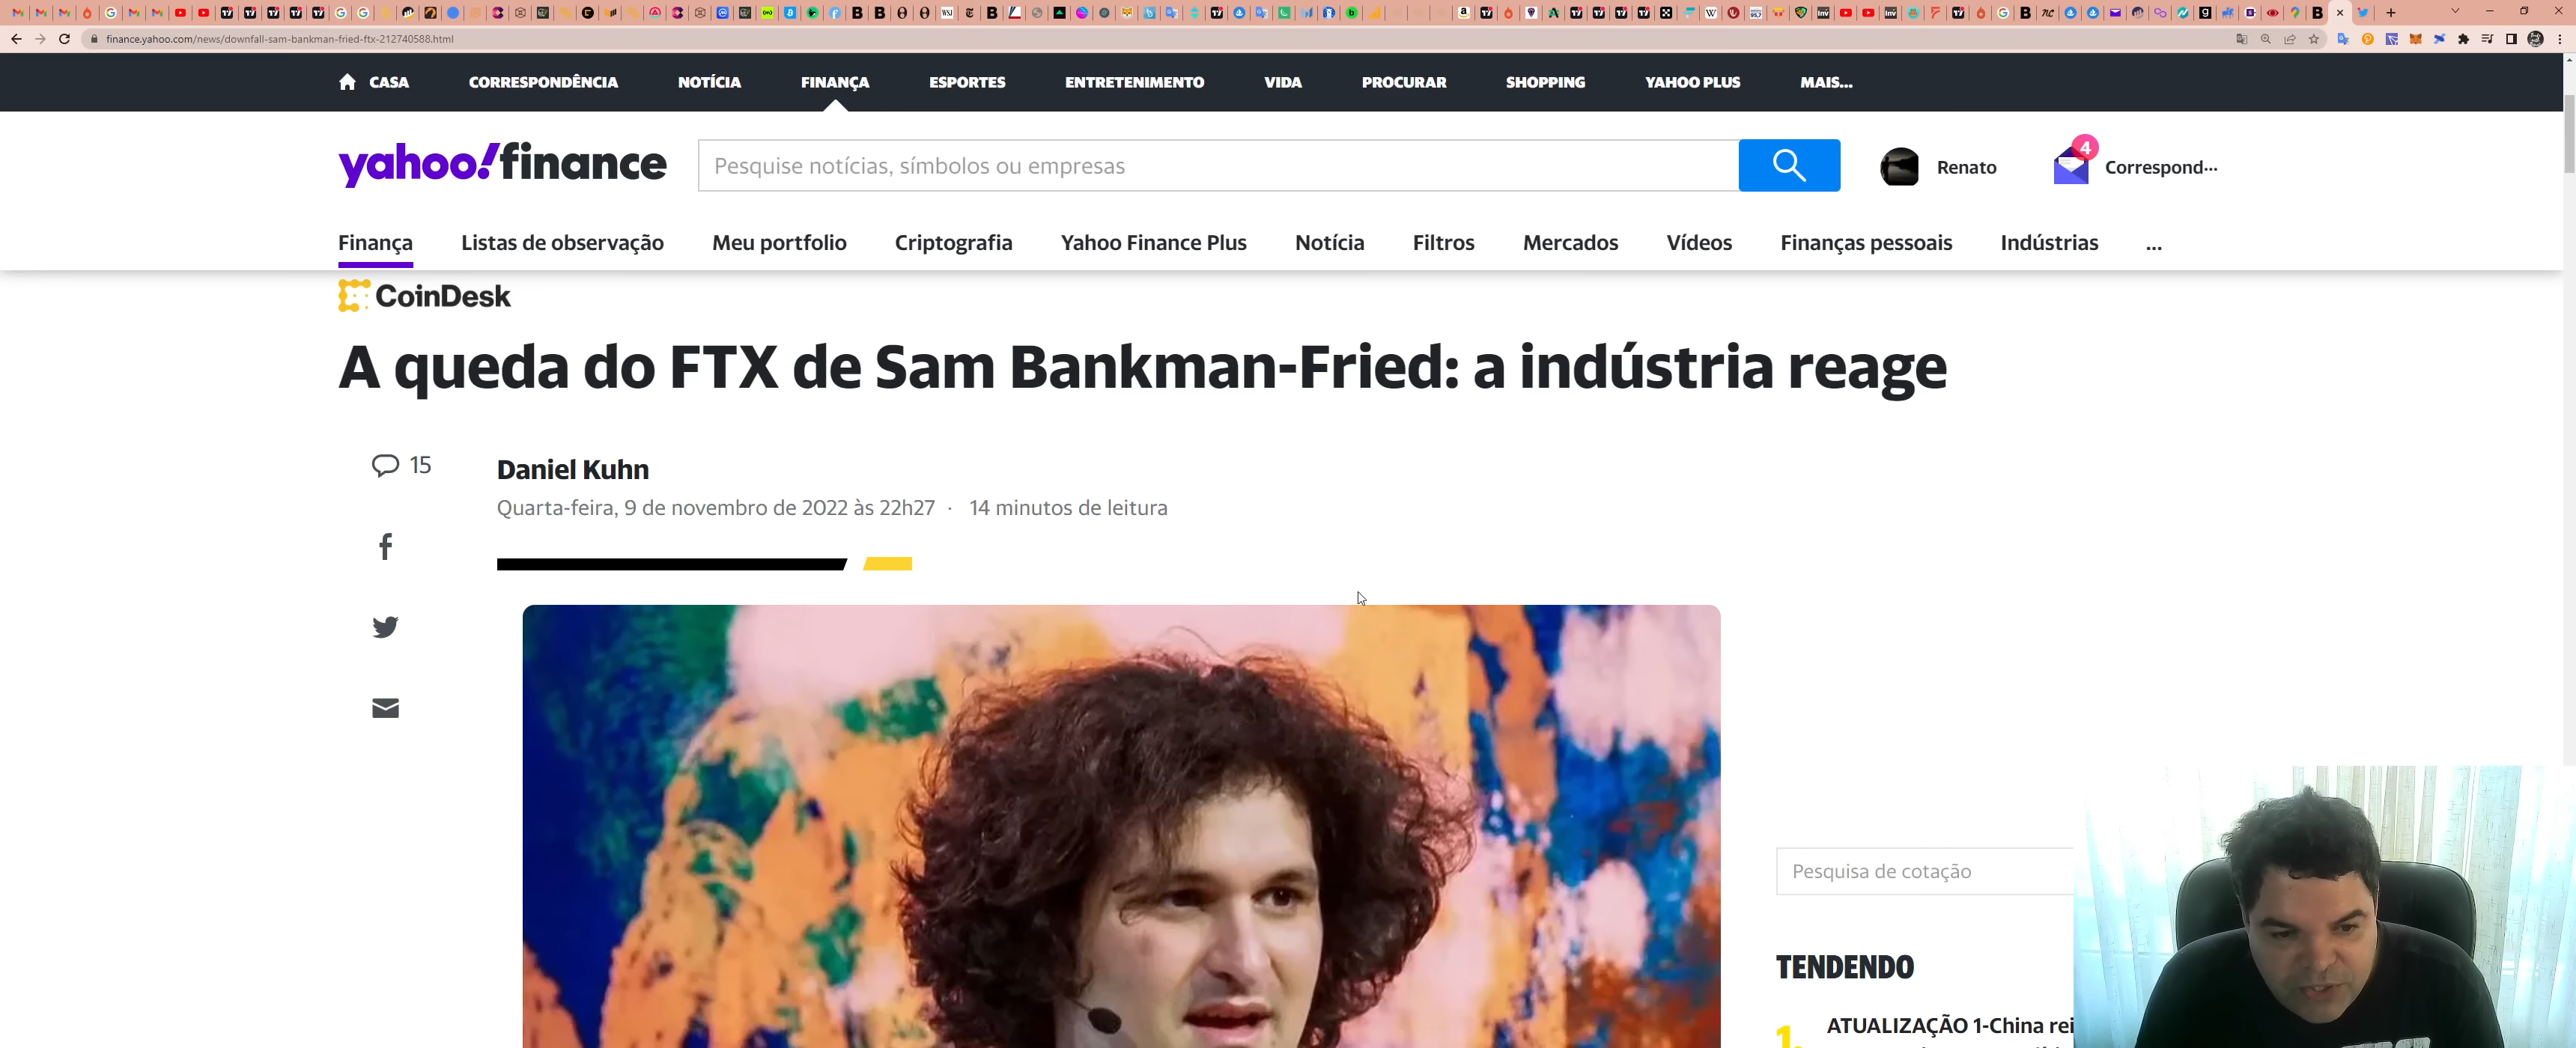 finance.yahoo.com/news/downfall-sam-bankman-fried-ftx-212740588.html
CASA CORRESPONDÊNCIA NOTÍCIA FINANÇA ESPORTES ENTRETENIMENTO VIDA PROCURAR SHOPPING YAHOO PLUS MAIS...
yahoo!finance
Pesquise notícias, símbolos ou empresas
Renato
4
Correspond...
Finança Listas de observação Meu portfolio Criptografia Yahoo Finance Plus Notícia Filtros Mercados Vídeos Finanças pessoais Indústrias ...
CoinDesk
A queda do FTX de Sam Bankman-Fried: a indústria reage
15
Daniel Kuhn
Quarta-feira, 9 de novembro de 2022 às 22h27 · 14 minutos de leitura
Pesquisa de cotação
TENDENDO
1. ATUALIZAÇÃO 1-China rei